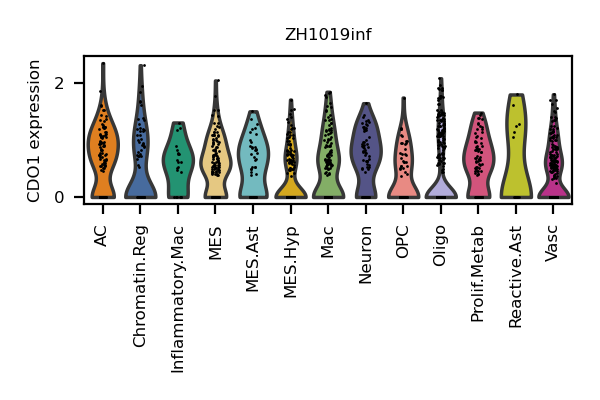 ZH1019inf
CDO1 expression
2
0
AC
Chromatin.Reg
Inflammatory.Mac
MES
MES.Ast
MES.Hyp
Mac
Neuron
OPC
Oligo
Prolif.Metab
Reactive.Ast
Vasc